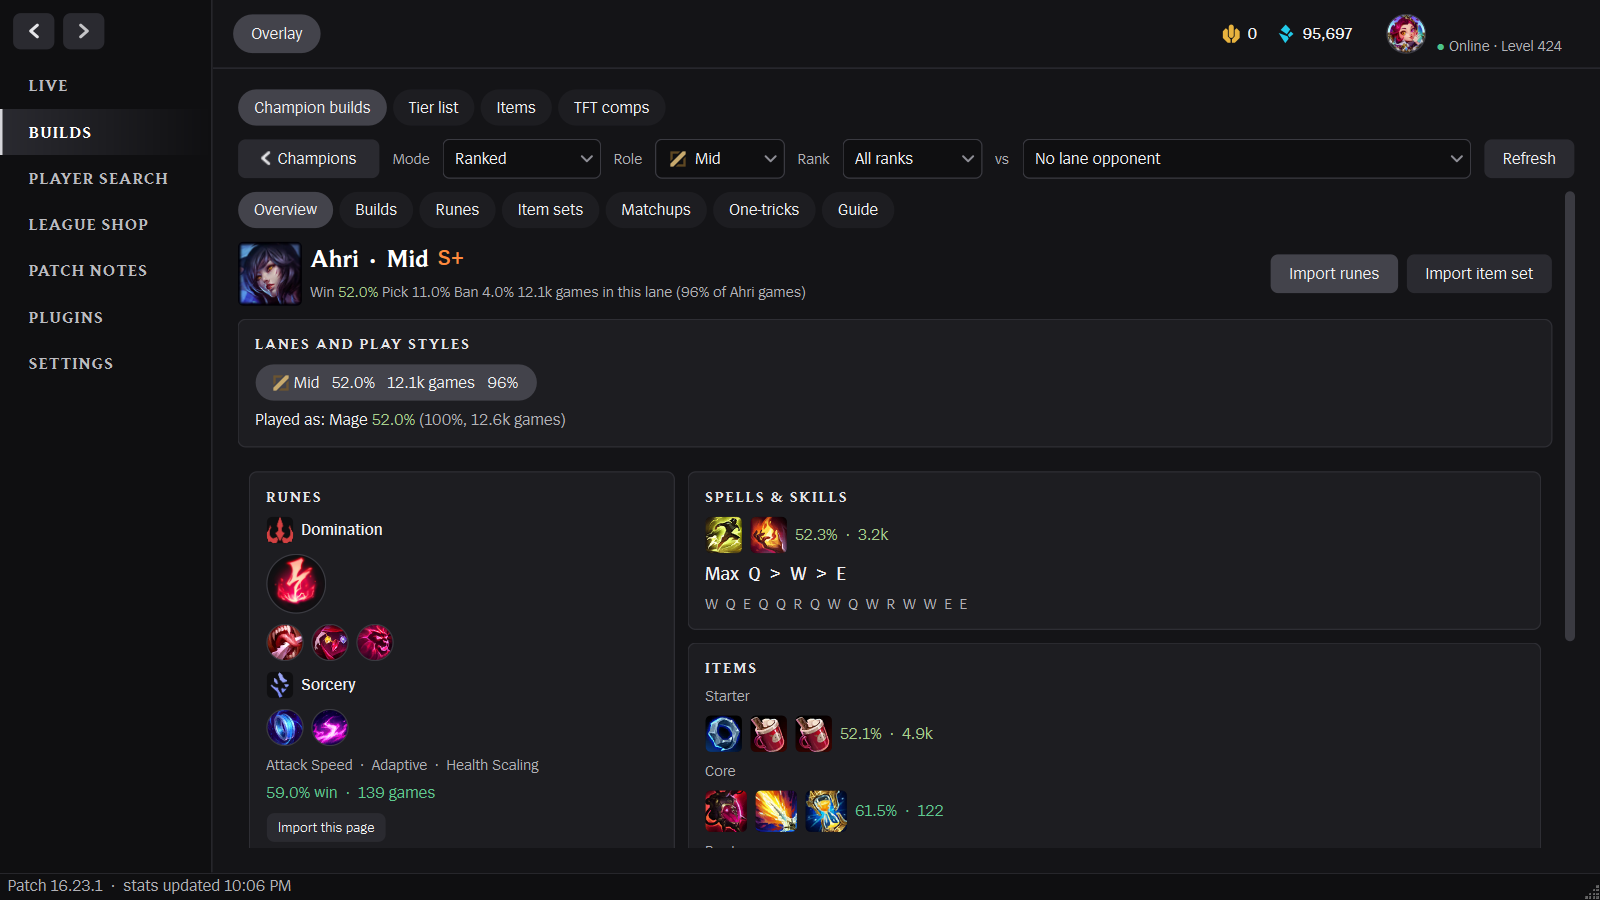 Overlay
0
95,697
Online · Level 424
LIVE
BUILDS
PLAYER SEARCH
LEAGUE SHOP
PATCH NOTES
PLUGINS
SETTINGS
Champion builds
Tier list
Items
TFT comps
Champions
Mode
Ranked
Role
Mid
Rank
All ranks
vs
No lane opponent
Refresh
Overview
Builds
Runes
Item sets
Matchups
One-tricks
Guide
Ahri · Mid S+
Win 52.0% Pick 11.0% Ban 4.0% 12.1k games in this lane (96% of Ahri games)
Import runes
Import item set
LANES AND PLAY STYLES
Mid 52.0% 12.1k games 96%
Played as: Mage 52.0% (100%, 12.6k games)
RUNES
Domination
Sorcery
Attack Speed · Adaptive · Health Scaling
59.0% win · 139 games
Import this page
SPELLS & SKILLS
52.3% · 3.2k
Max Q > W > E
W Q E Q Q R Q W Q W R W W E E
ITEMS
Starter
52.1% · 4.9k
Core
61.5% · 122
Patch 16.23.1 · stats updated 10:06 PM